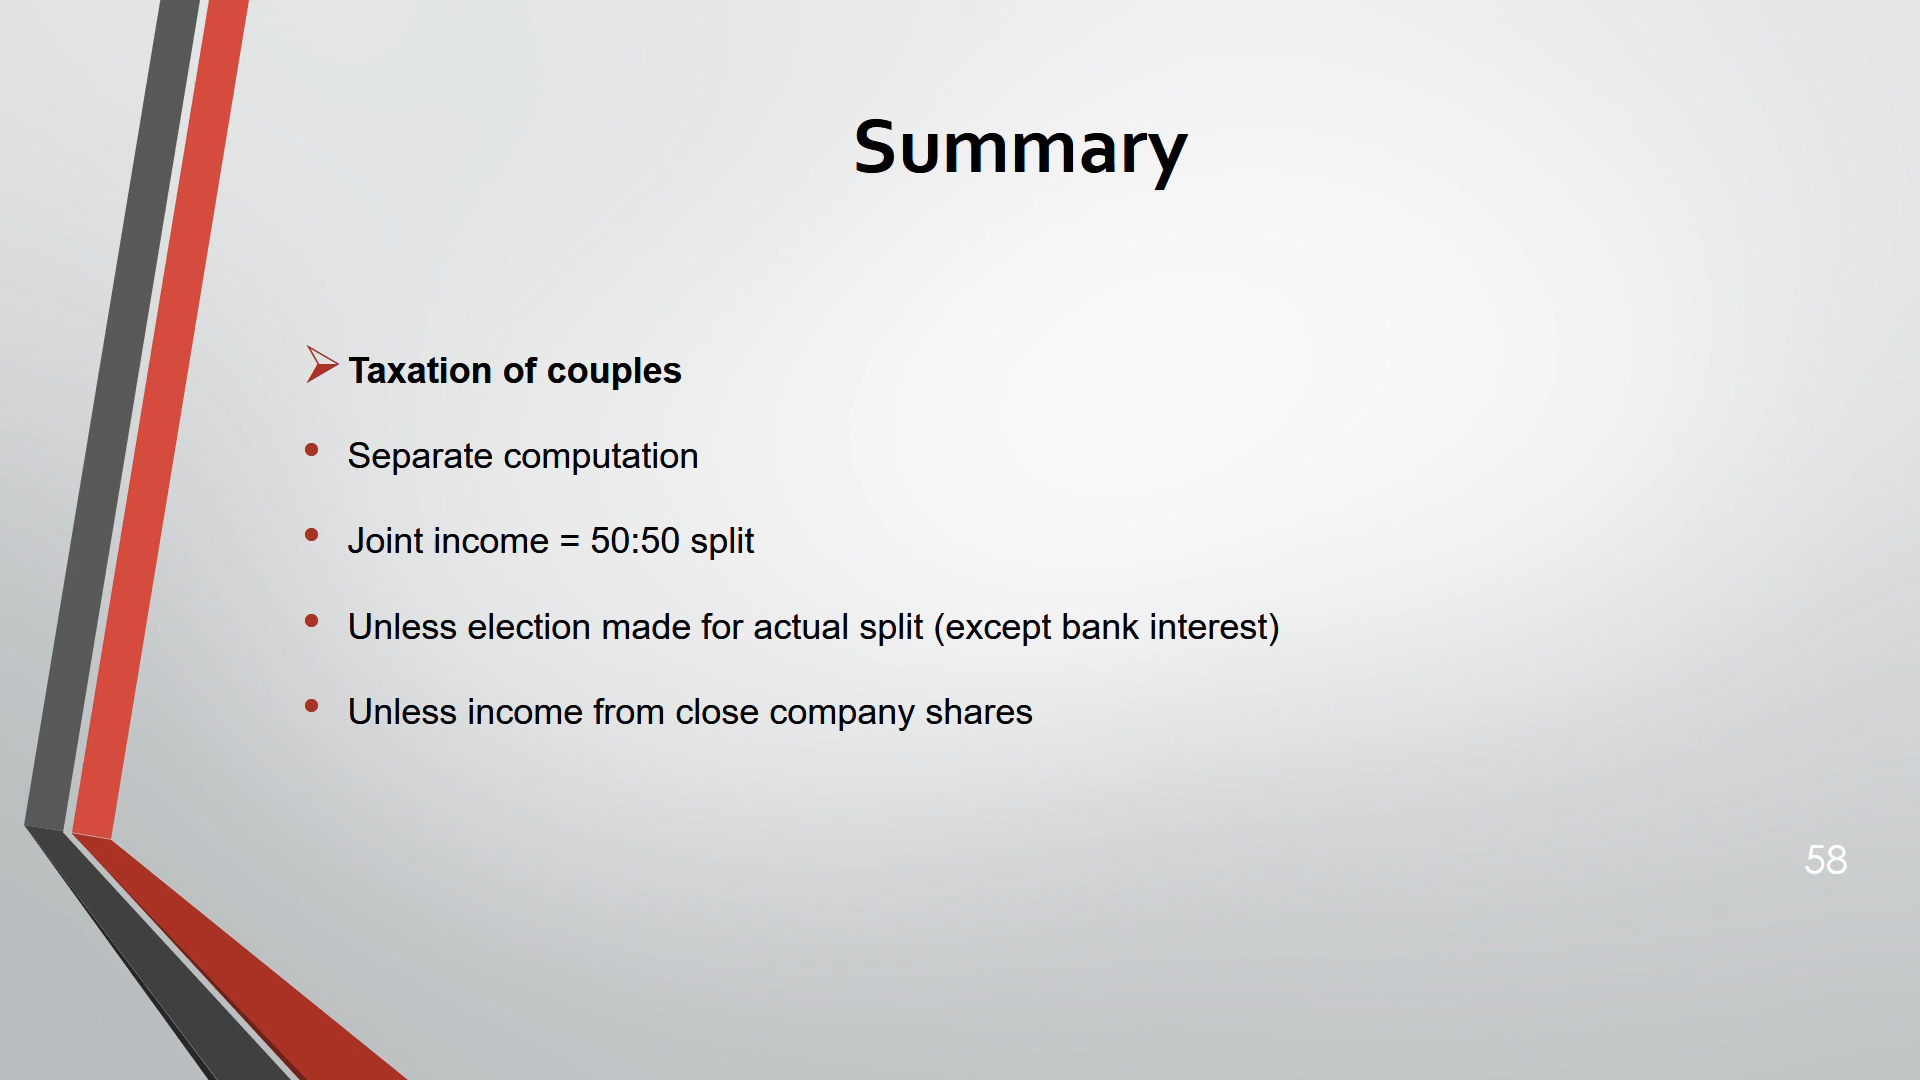 Summary
Taxation of couples
Separate computation
Joint income = 50:50 split
Unless election made for actual split (except bank interest)
Unless income from close company shares
58